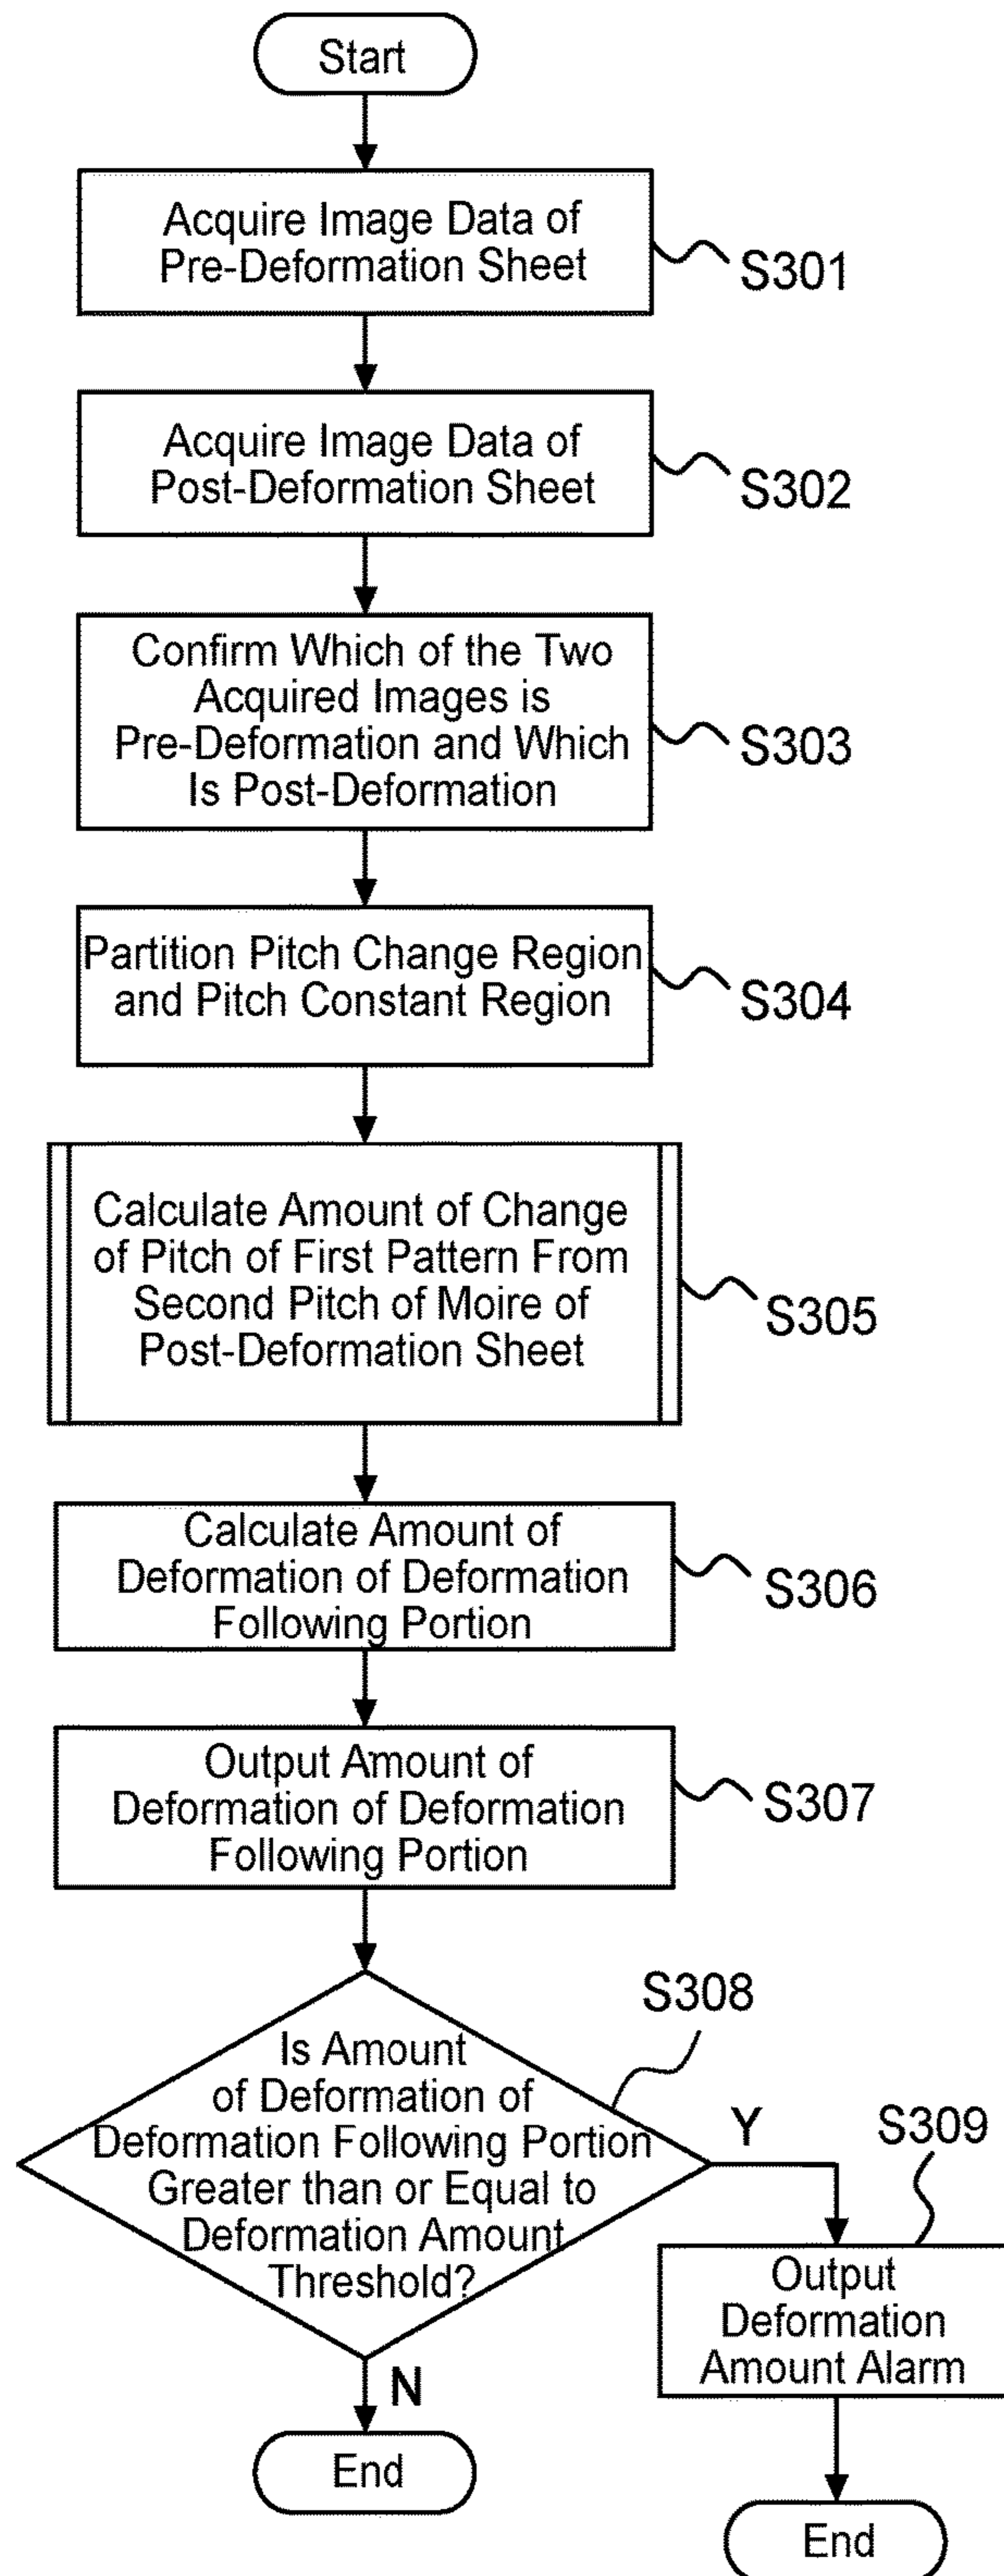 Start
Acquire Image Data of
Pre-Deformation Sheet
S301
Acquire Image Data of
Post-Deformation Sheet
S302
Confirm Which of the Two
Acquired Images is
Pre-Deformation and Which
Is Post-Deformation
S303
Partition Pitch Change Region
and Pitch Constant Region
S304
Calculate Amount of Change
of Pitch of First Pattern From
Second Pitch of Moire of
Post-Deformation Sheet
S305
Calculate Amount of
Deformation of Deformation
Following Portion
S306
Output Amount of
Deformation of Deformation
Following Portion
S307
S308
Is Amount
of Deformation of
Deformation Following Portion
Greater than or Equal to
Deformation Amount
Threshold?
Y
S309
Output
Deformation
Amount Alarm
N
End
End